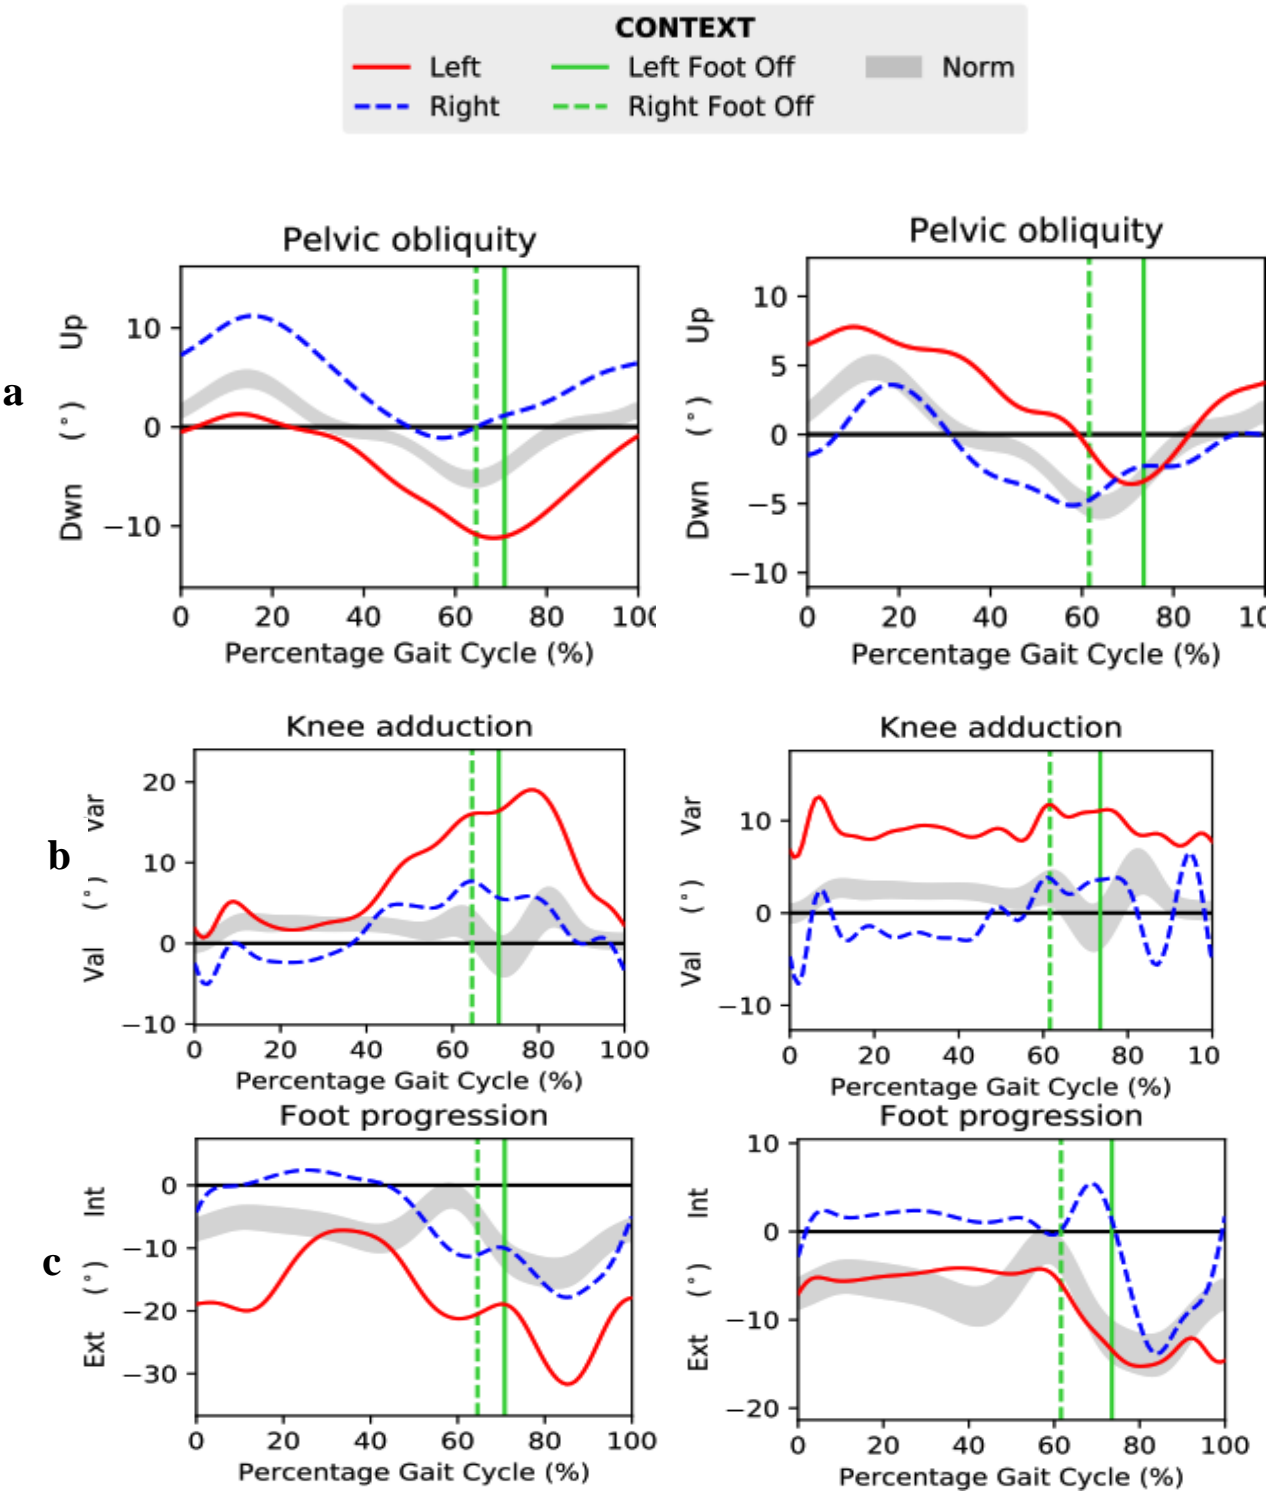 CONTEXT
Left Left Foot Off Norm
Right Right Foot Off
a
Pelvic obliquity
Up
(°)
Dwn
10
0
−10
0 20 40 60 80 100
Percentage Gait Cycle (%)
Pelvic obliquity
Up
(°)
Dwn
10
5
0
−5
−10
0 20 40 60 80 10
Percentage Gait Cycle (%)
b
Knee adduction
var
(°)
Val
20
10
0
−10
0 20 40 60 80 100
Percentage Gait Cycle (%)
Knee adduction
Var
(°)
Val
10
0
−10
0 20 40 60 80 10
Percentage Gait Cycle (%)
c
Foot progression
Int
(°)
Ext
0
−10
−20
−30
0 20 40 60 80 100
Percentage Gait Cycle (%)
Foot progression
Int
(°)
Ext
10
0
−10
−20
0 20 40 60 80 100
Percentage Gait Cycle (%)